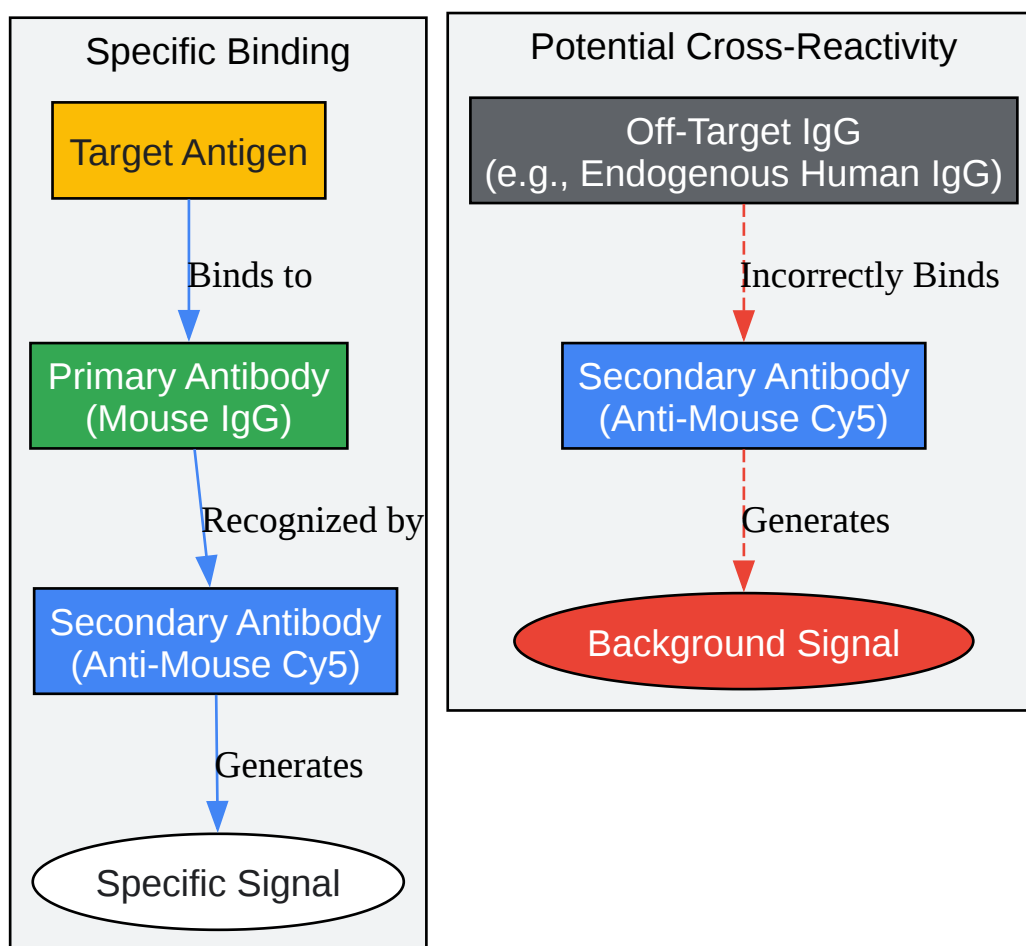 Specific Binding
Target Antigen
Binds to
Primary Antibody
(Mouse IgG)
Recognized by
Secondary Antibody
(Anti-Mouse Cy5)
Generates
Specific Signal
Potential Cross-Reactivity
Off-Target IgG
(e.g., Endogenous Human IgG)
Incorrectly Binds
Secondary Antibody
(Anti-Mouse Cy5)
Generates
Background Signal